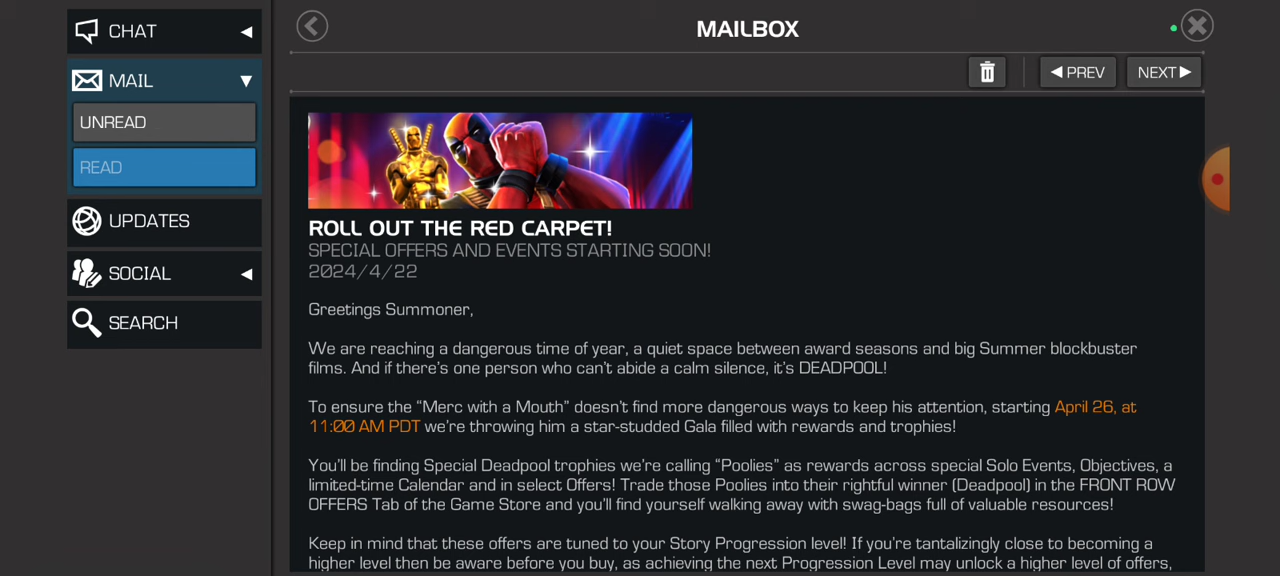 CHAT
MAIL
UNREAD
READ
UPDATES
SOCIAL
SEARCH
MAILBOX
PREV
NEXT
ROLL OUT THE RED CARPET!
SPECIAL OFFERS AND EVENTS STARTING SOON!
2024/4/22
Greetings Summoner,
We are reaching a dangerous time of year, a quiet space between award seasons and big Summer blockbuster
films. And if there's one person who can't abide a calm silence, it's DEADPOOL!
To ensure the "Merc with a Mouth" doesn't find more dangerous ways to keep his attention, starting April 26, at
11:00 AM PDT we're throwing him a star-studded Gala filled with rewards and trophies!
You'll be finding Special Deadpool trophies we're calling "Poolies" as rewards across special Solo Events, Objectives, a
limited-time Calendar and in select Offers! Trade those Poolies into their rightful winner (Deadpool) in the FRONT ROW
OFFERS Tab of the Game Store and you'll find yourself walking away with swag-bags full of valuable resources!
Keep in mind that these offers are tuned to your Story Progression level! If you're tantalizingly close to becoming a
higher level then be aware before you buy, as achieving the next Progression Level may unlock a higher level of offers,